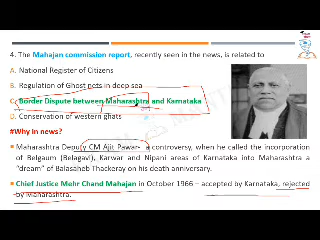 4. The Mahajan commission report, recently seen in the news, is related to
A. National Register of Citizens
B. Regulation of Ghost nets in deep sea
C. Border Dispute between Maharashtra and Karnataka
D. Conservation of western ghats
#Why in news?
Maharashtra Deputy CM Ajit Pawar- a controversy, when he called the incorporation
of Belgaum (Belagavi), Karwar and Nipani areas of Karnataka into Maharashtra a
"dream" of Balasaheb Thackeray on his death anniversary.
Chief Justice Mehr Chand Mahajan in October 1966 – accepted by Karnataka, rejected
by Maharashtra.